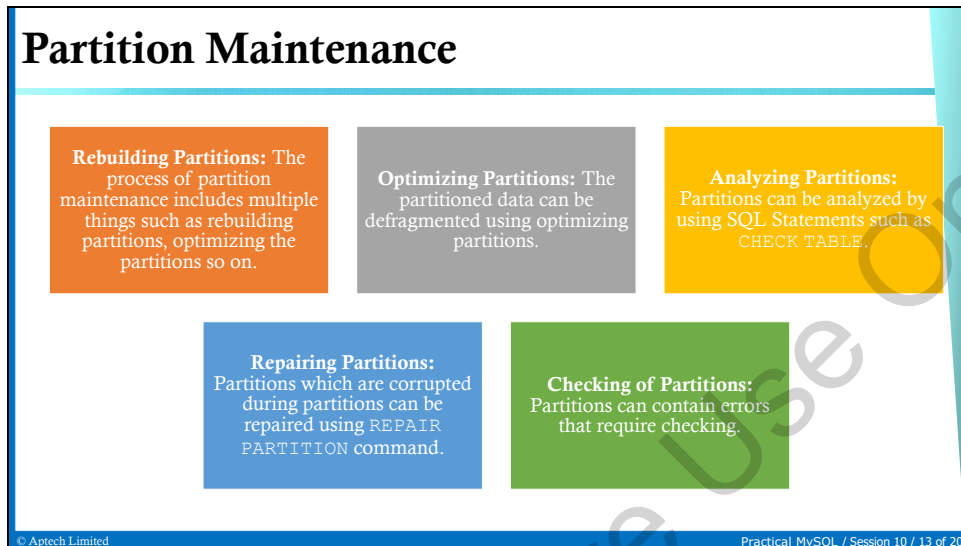 Partition Maintenance
Rebuilding Partitions: The
process of partition
maintenance includes multiple
things such as rebuilding
partitions, optimizing the
partitions so on.
Optimizing Partitions: The
partitioned data can be
defragmented using optimizing
partitions.
Analyzing Partitions:
Partitions can be analyzed by
using SQL Statements such as
CHECK TABLE.
Repairing Partitions:
Partitions which are corrupted
during partitions can be
repaired using REPAIR
PARTITION command.
Checking of Partitions:
Partitions can contain errors
that require checking.
Use
© Aptech Limited
Practical MySQL / Session 10 / 13 of 20